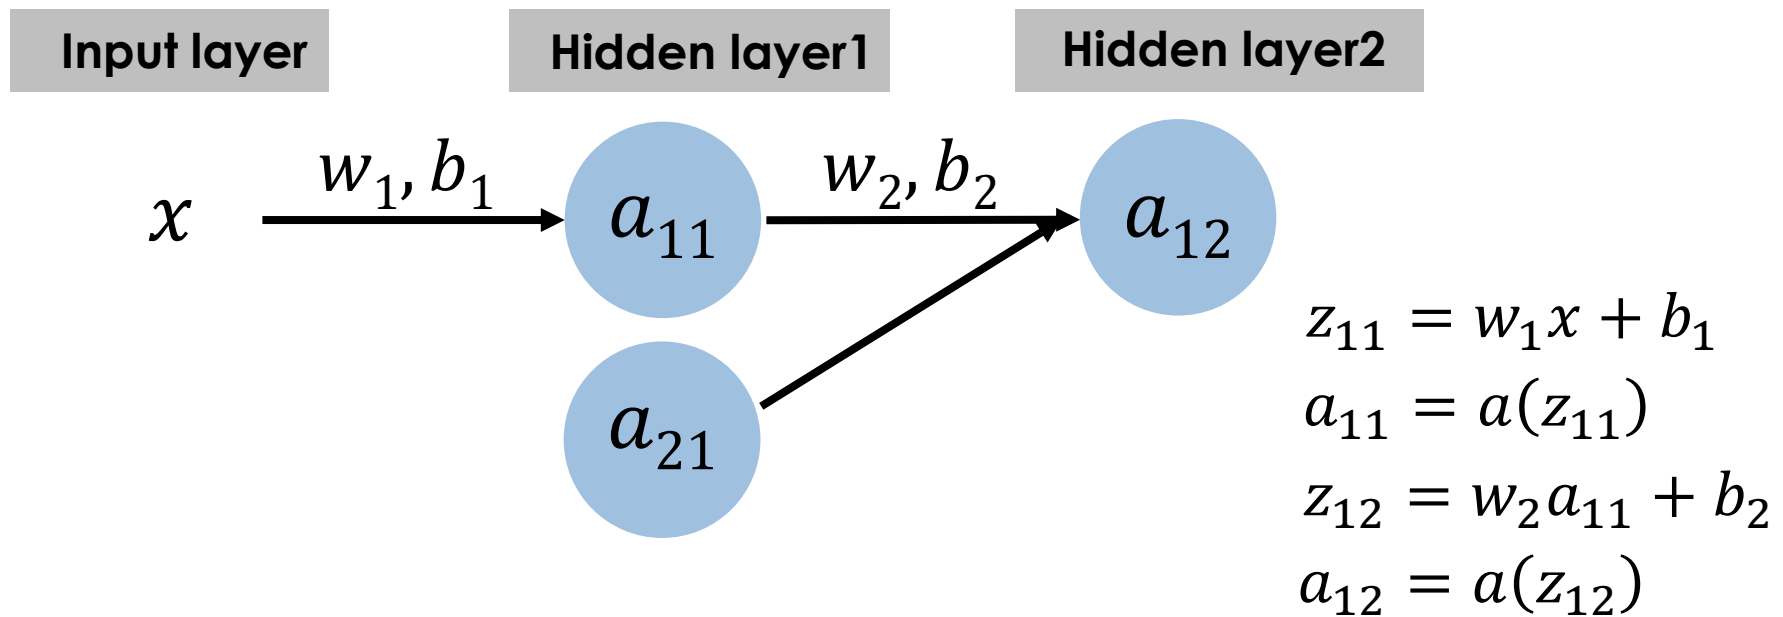 Input layer
Hidden layer1
Hidden layer2
x
w₁, b₁
a₁₁
w₂, b₂
a₁₂
a₂₁
z₁₁ = w₁x + b₁
a₁₁ = a(z₁₁)
z₁₂ = w₂a₁₁ + b₂
a₁₂ = a(z₁₂)